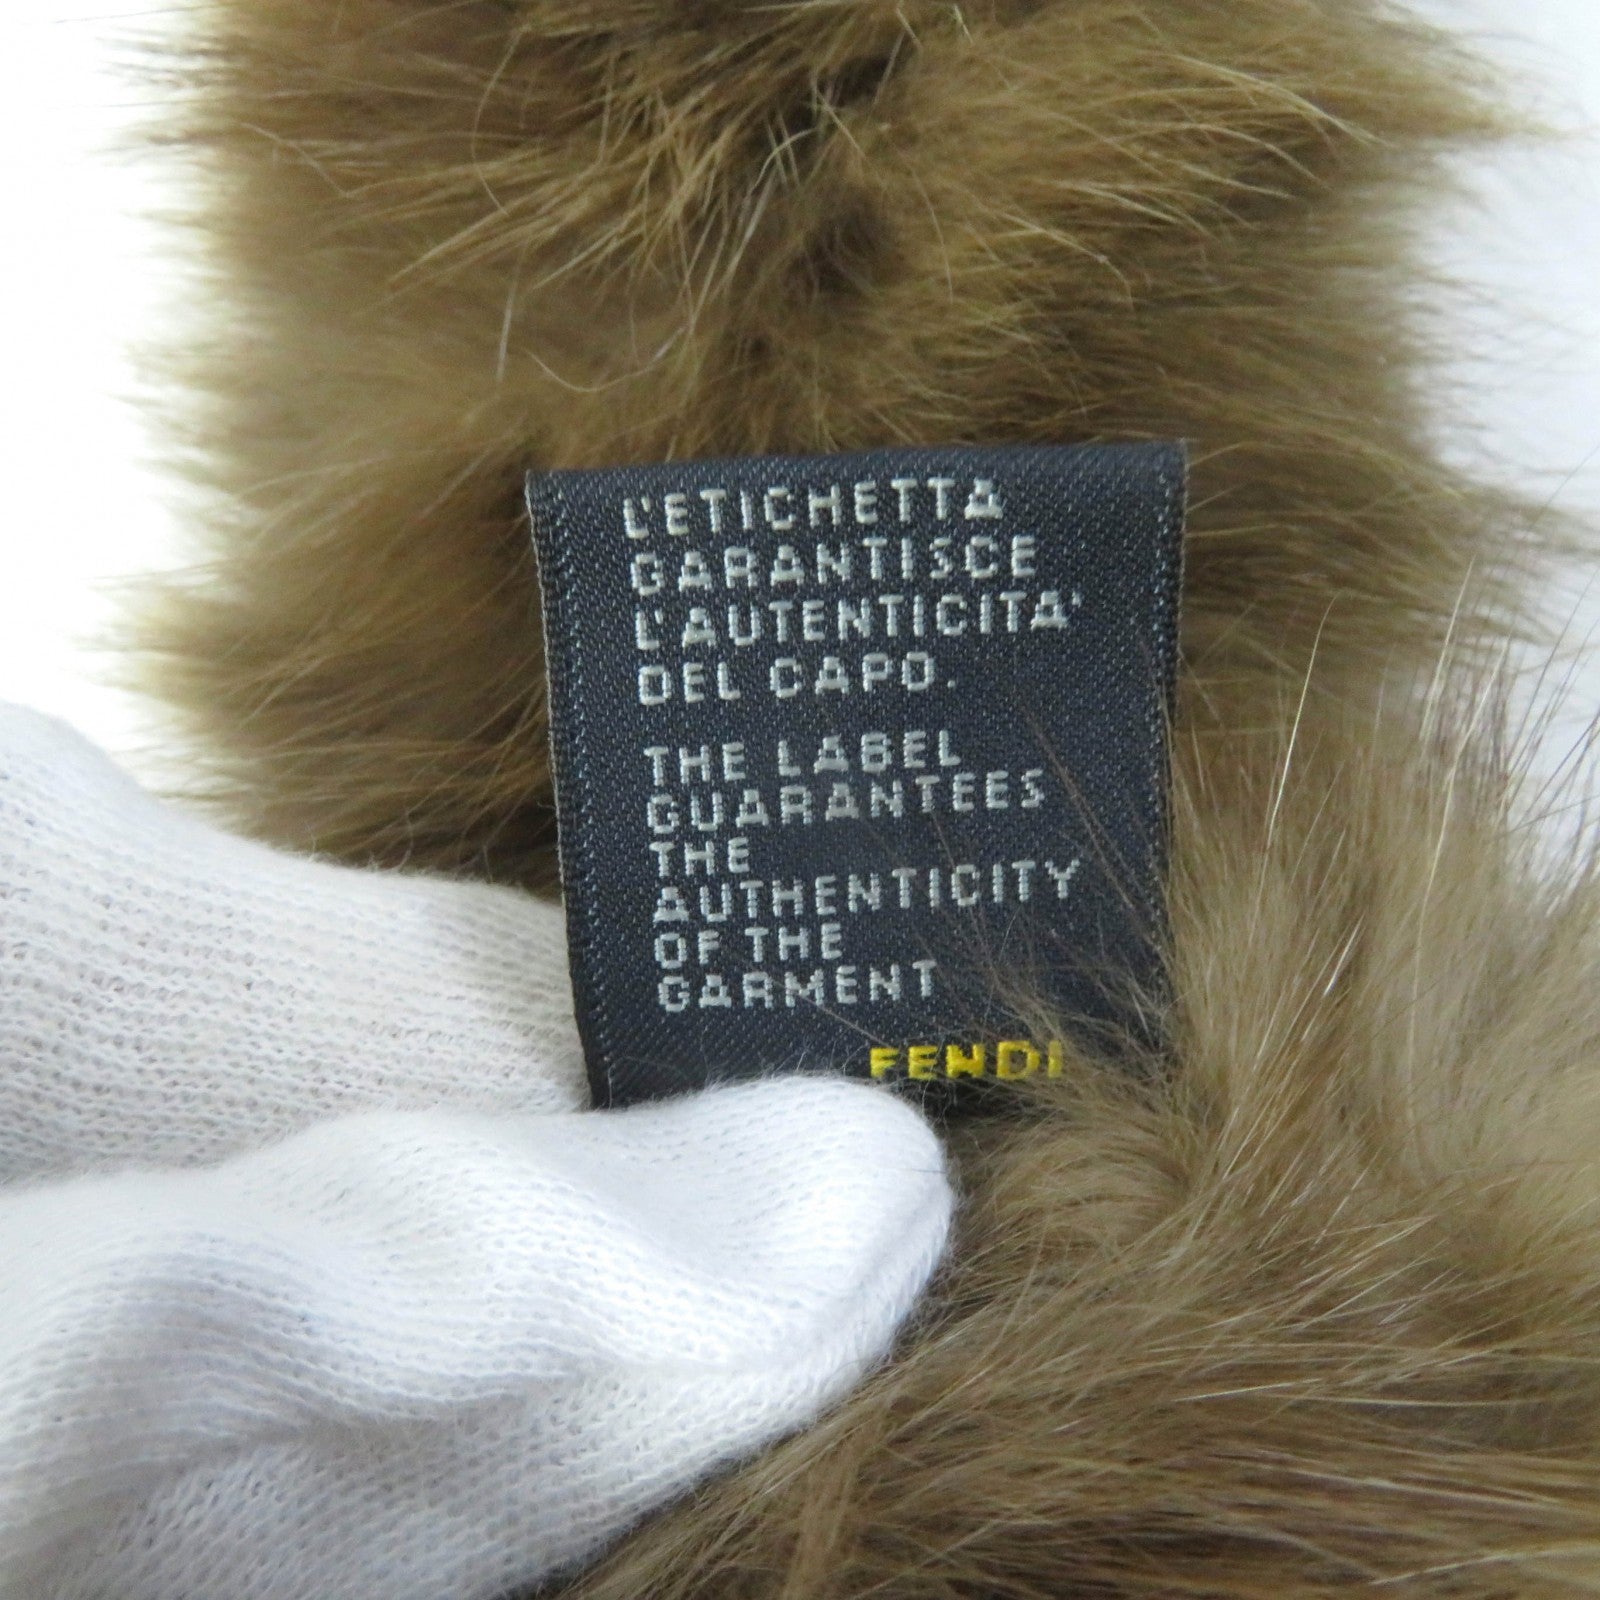 L'ETICHETTA
GARANTISCE
L'AUTENTICITA'
DEL CAPO.
THE LABEL
GUARANTEES
THE
AUTHENTICITY
OF THE
GARMENT
FENDI